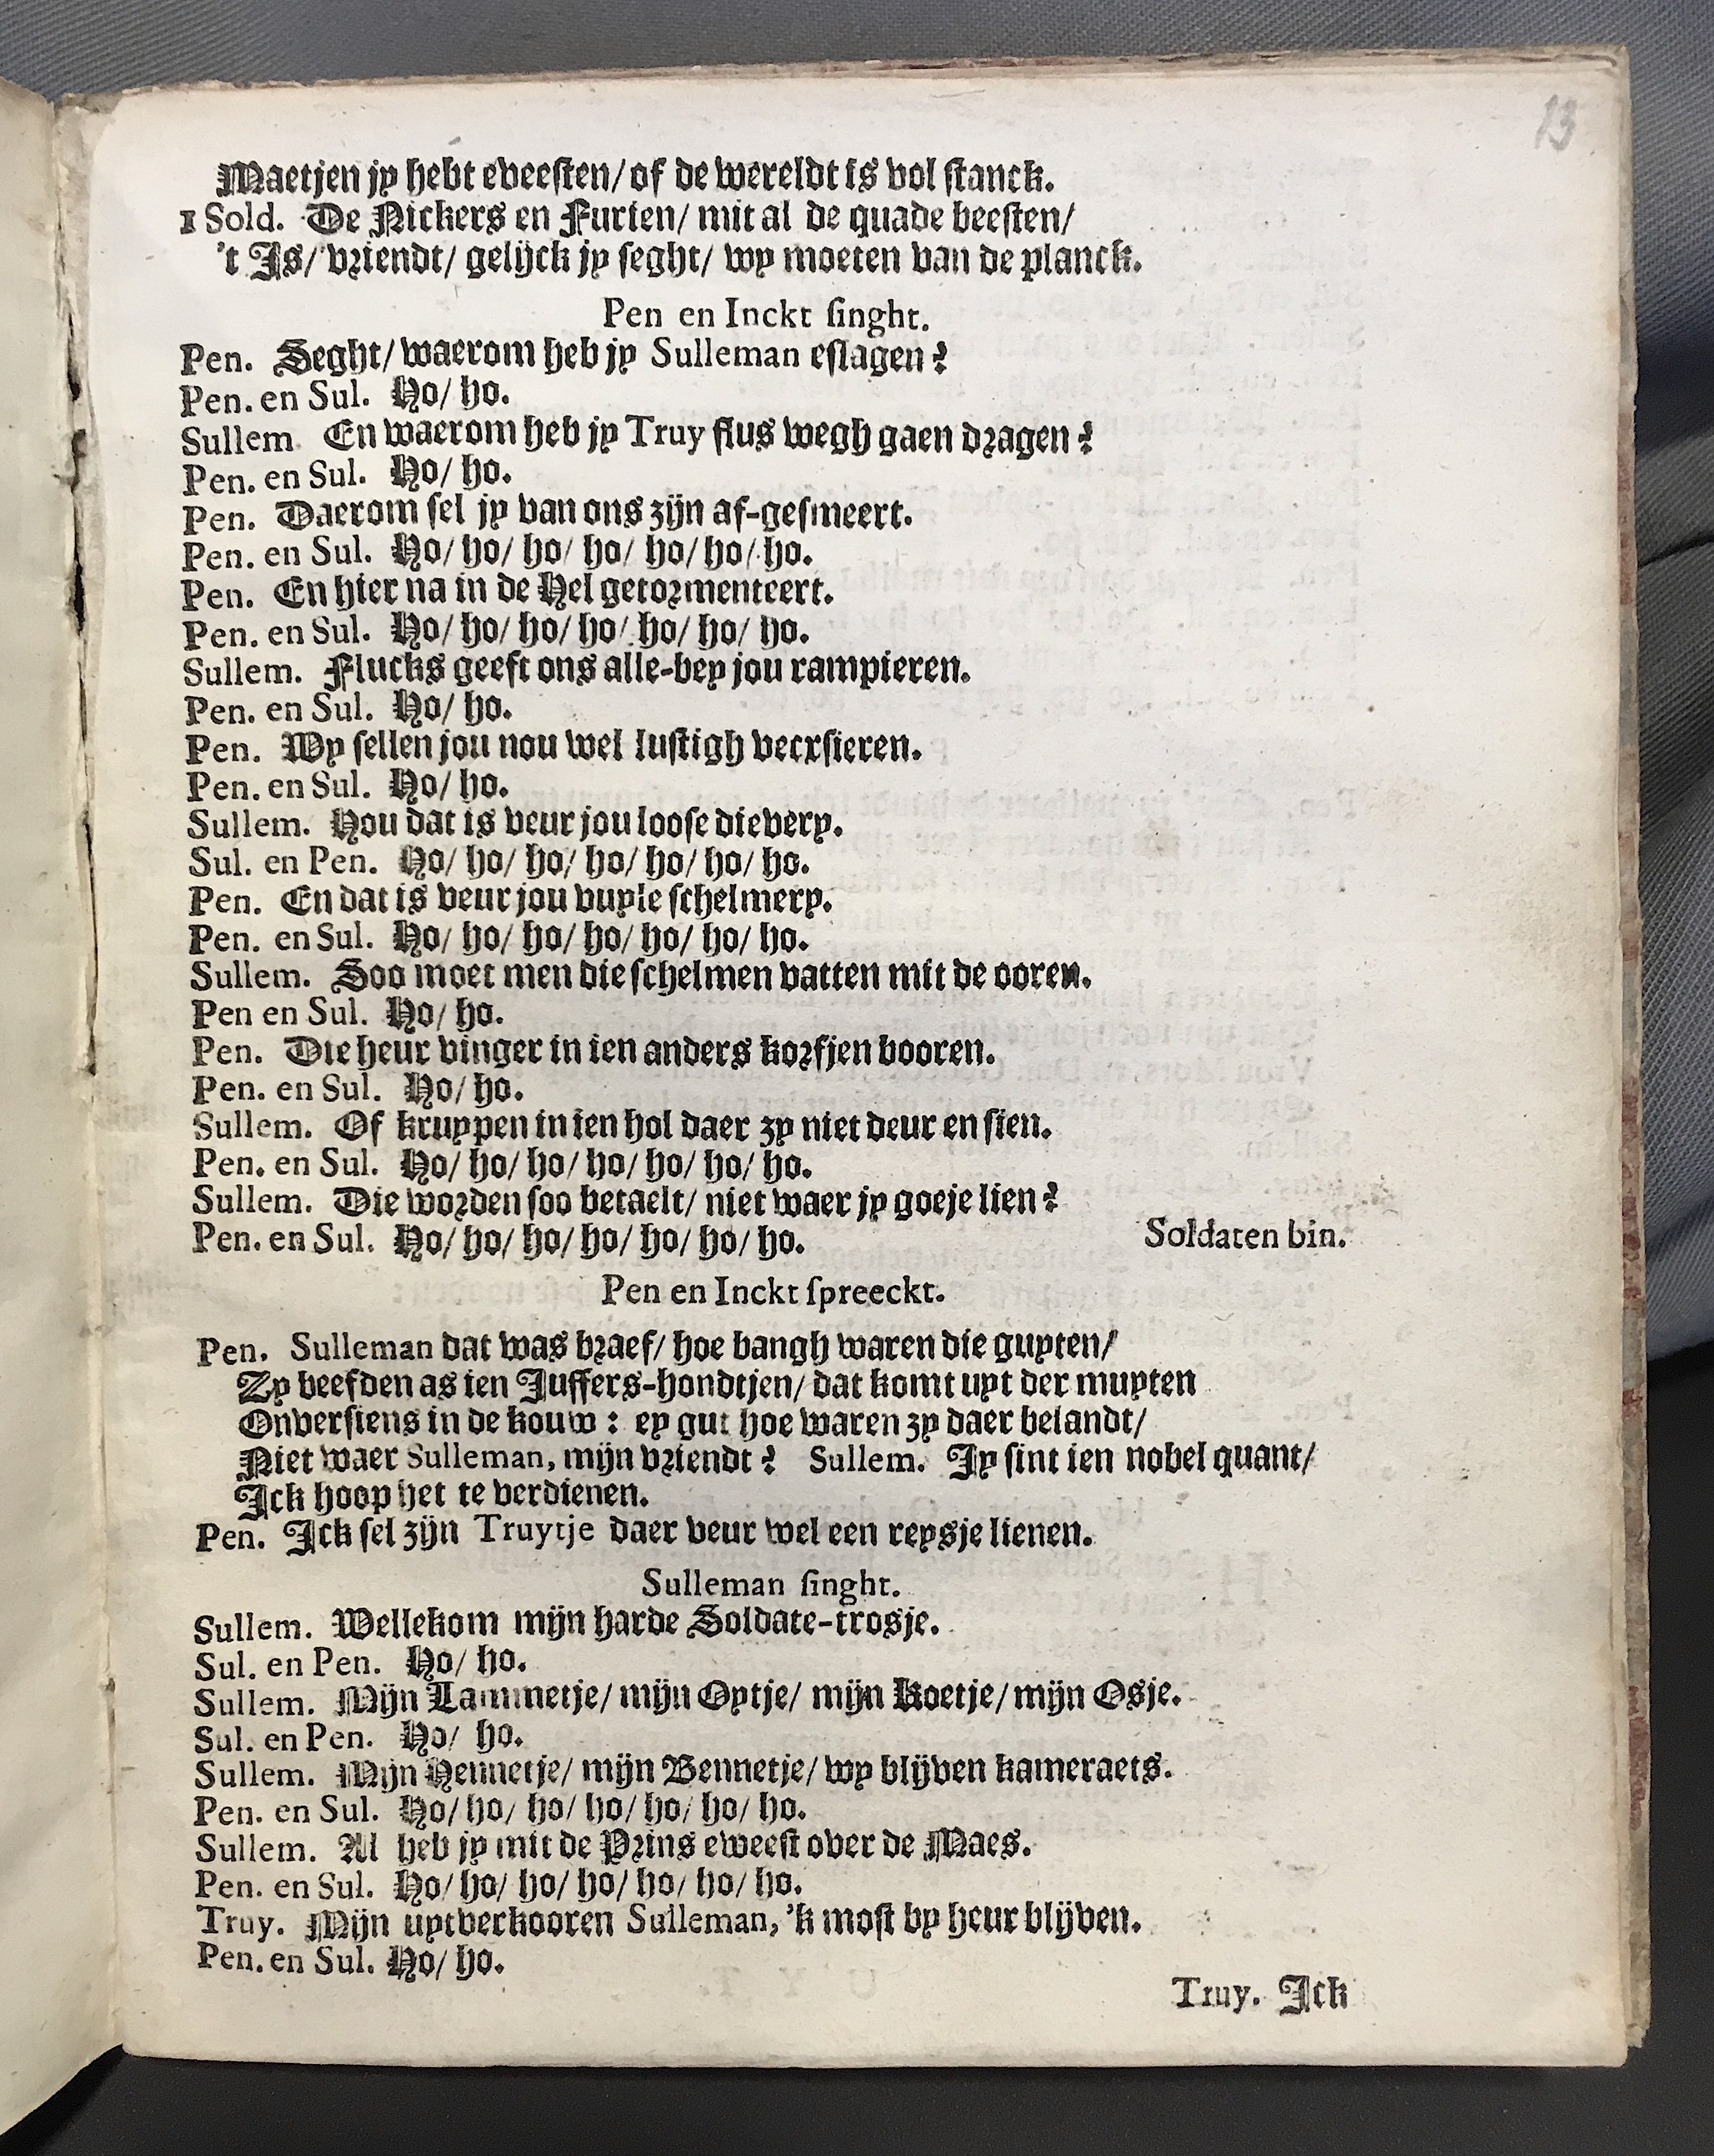 13
Maetjen jy hebt eveesten/ of de wereldt is vol stanck.
1 Sold. De Nickers en Furien/ mit al de quade beesten/
't Is/ vriendt/ gelijck jy seght/ wy moeten van de planck.
Pen en Inckt singht.
Pen. Seght/ waerom heb jy Sulleman eslagen?
Pen. en Sul. Ho/ ho.
Sullem. En waerom heb jy Truy flus wegh gaen dragen?
Pen. en Sul. Ho/ ho.
Pen. Daerom sel jy van ons zijn af-gesmeert.
Pen. en Sul. Ho/ ho/ ho/ ho/ ho/ ho/ ho.
Pen. En hier na in de Hel getormenteert.
Pen. en Sul. Ho/ ho/ ho/ ho/ ho/ ho/ ho.
Sullem. Flucks geeft ons alle-bey jou rampieren.
Pen. en Sul. Ho/ ho.
Pen. Wy sellen jou nou wel lustigh vecxsieren.
Pen. en Sul. Ho/ ho.
Sullem. Hou dat is veur jou loose dievery.
Sul. en Pen. Ho/ ho/ ho/ ho/ ho/ ho/ ho.
Pen. En dat is veur jou vuyle schelmery.
Pen. en Sul. Ho/ ho/ ho/ ho/ ho/ ho/ ho.
Sullem. Soo moet men die schelmen vatten mit de ooren.
Pen en Sul. Ho/ ho.
Pen. Die heur vinger in ien anders korfjen booren.
Pen. en Sul. Ho/ ho.
Sullem. Of kruypen in ien hol daer zy niet deur en sien.
Pen. en Sul. Ho/ ho/ ho/ ho/ ho/ ho/ ho.
Sullem. Die worden soo betaelt/ niet waer jy goeje lien?
Pen. en Sul. Ho/ ho/ ho/ ho/ ho/ ho/ ho. Soldaten bin.
Pen en Inckt spreeckt.
Pen. Sulleman dat was braef/ hoe bangh waren die guyten/
Zy beefden as ien Juffers-hondtjen/ dat komt uyt der muyten
Onversiens in de kouw: ey gut hoe waren zy daer belandt/
Niet waer Sulleman, mijn vriendt? Sullem. Jy sint ien nobel quant/
Ick hoop het te verdienen.
Pen. Ick sel zijn Truytje daer veur wel een reysje lienen.
Sulleman singht.
Sullem. Wellekom mijn harde Soldate-trosje.
Sul. en Pen. Ho/ ho.
Sullem. Mijn Lammetje/ mijn Oytje/ mijn Koetje/ mijn Osje.
Sul. en Pen. Ho/ ho.
Sullem. Mijn Hennetje/ mijn Bennetje/ wy blijven kameraets.
Pen. en Sul. Ho/ ho/ ho/ ho/ ho/ ho/ ho.
Sullem. Al heb jy mit de Prins eweest over de Maes.
Pen. en Sul. Ho/ ho/ ho/ ho/ ho/ ho/ ho.
Truy. Mijn uytverkooren Sulleman, 'k most by heur blijven.
Pen. en Sul. Ho/ ho.
Truy. Ick